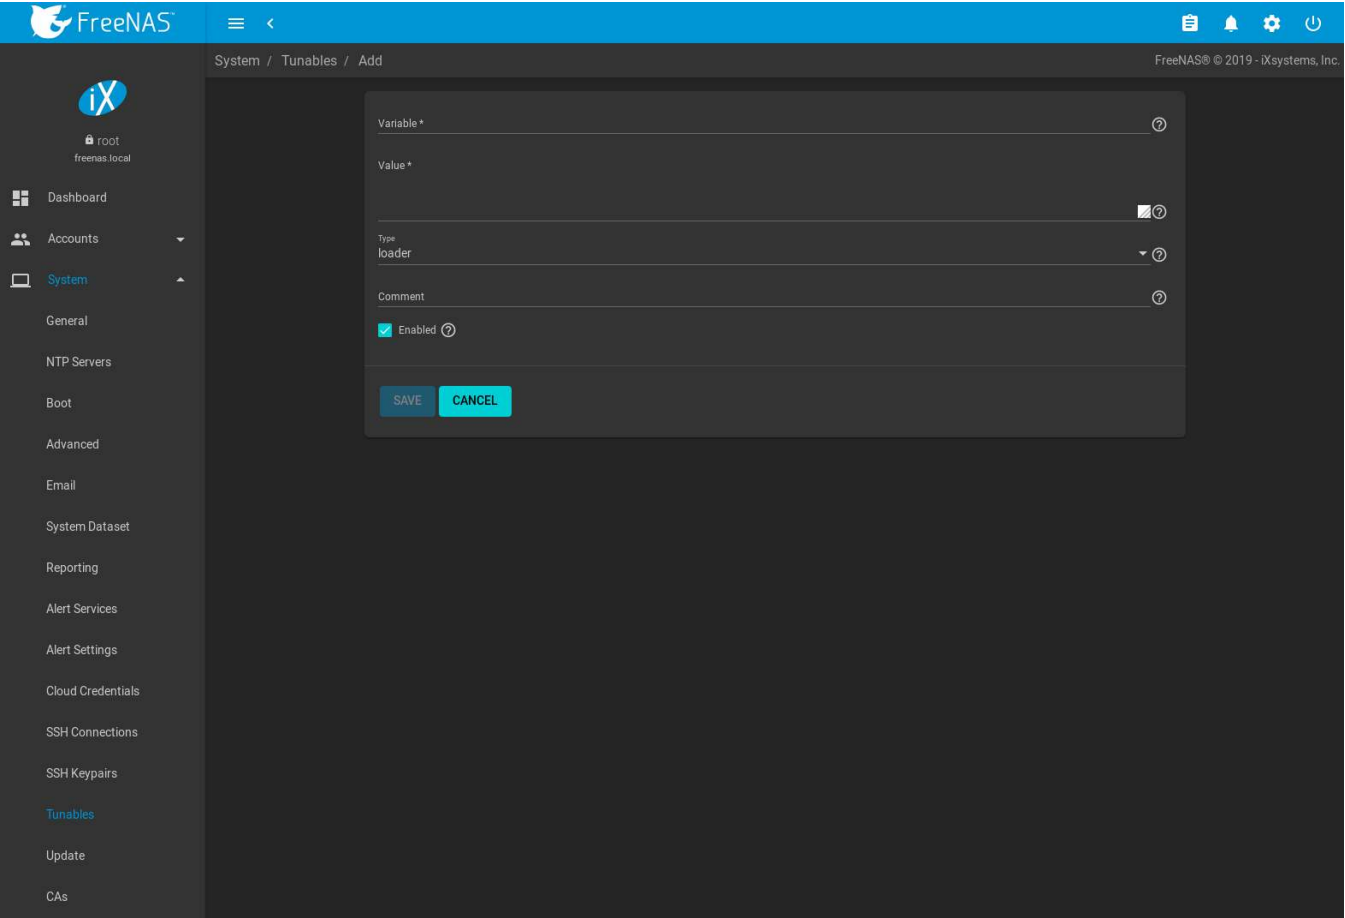 FreeNAS™
System / Tunables / Add
FreeNAS® © 2019 - iXsystems, Inc.
iX
root
freenas.local
Dashboard
Accounts
System
General
NTP Servers
Boot
Advanced
Email
System Dataset
Reporting
Alert Services
Alert Settings
Cloud Credentials
SSH Connections
SSH Keypairs
Tunables
Update
CAs
Variable *
Value *
Type
loader
Comment
Enabled
SAVE CANCEL